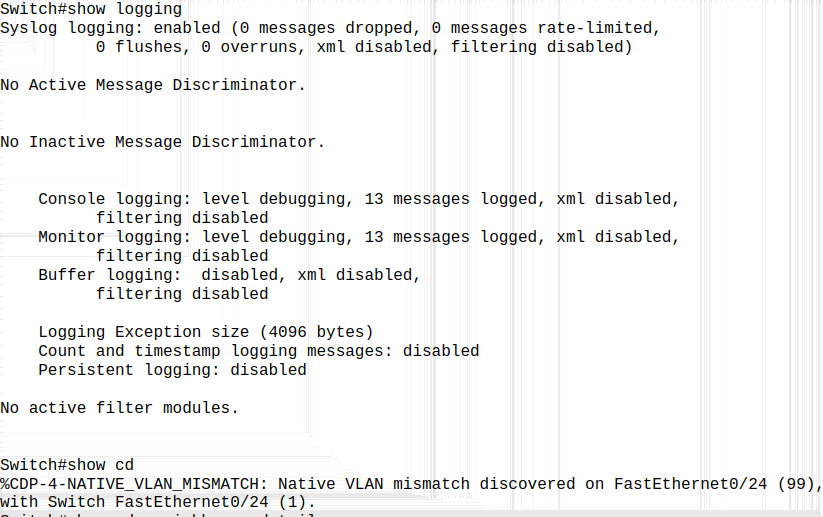 Switch#show logging
Syslog logging: enabled (0 messages dropped, 0 messages rate-limited,
0 flushes, 0 overruns, xml disabled, filtering disabled)
No Active Message Discriminator.
No Inactive Message Discriminator.
Console logging: level debugging, 13 messages logged, xml disabled,
filtering disabled
Monitor logging: level debugging, 13 messages logged, xml disabled,
filtering disabled
Buffer logging:  disabled, xml disabled,
filtering disabled
Logging Exception size (4096 bytes)
Count and timestamp logging messages: disabled
Persistent logging: disabled
No active filter modules.
Switch#show cd
%CDP-4-NATIVE_VLAN_MISMATCH: Native VLAN mismatch discovered on FastEthernet0/24 (99),
with Switch FastEthernet0/24 (1).